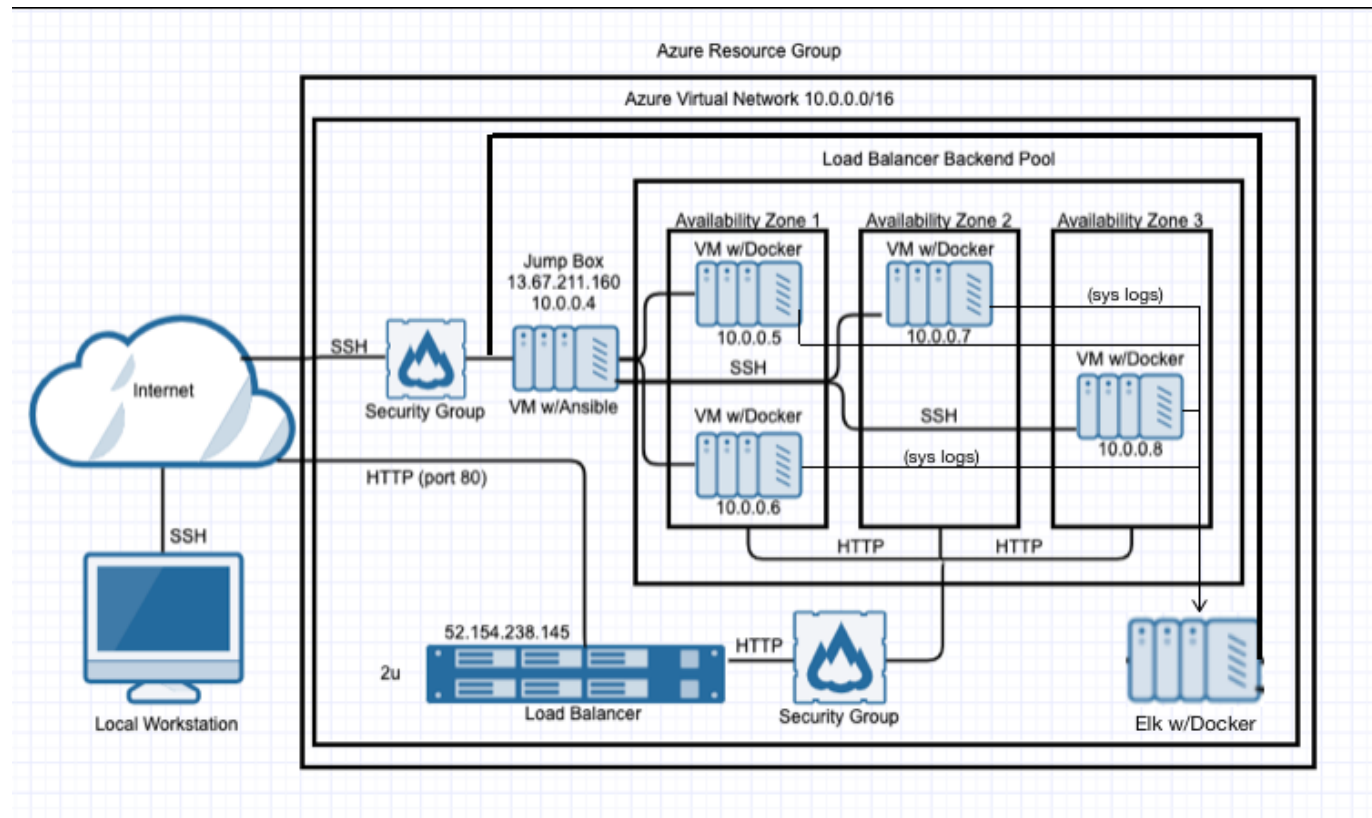 Azure Resource Group
Azure Virtual Network 10.0.0.0/16
Load Balancer Backend Pool
Availability Zone 1
Availability Zone 2
Availability Zone 3
VM w/Docker
VM w/Docker
Jump Box
13.67.211.160
10.0.0.4
(sys logs)
10.0.0.5
10.0.0.7
SSH
SSH
VM w/Docker
Internet
Security Group
VM w/Ansible
VM w/Docker
SSH
10.0.0.8
(sys logs)
HTTP (port 80)
10.0.0.6
SSH
HTTP
HTTP
52.154.238.145
HTTP
2u
Local Workstation
Load Balancer
Security Group
Elk w/Docker